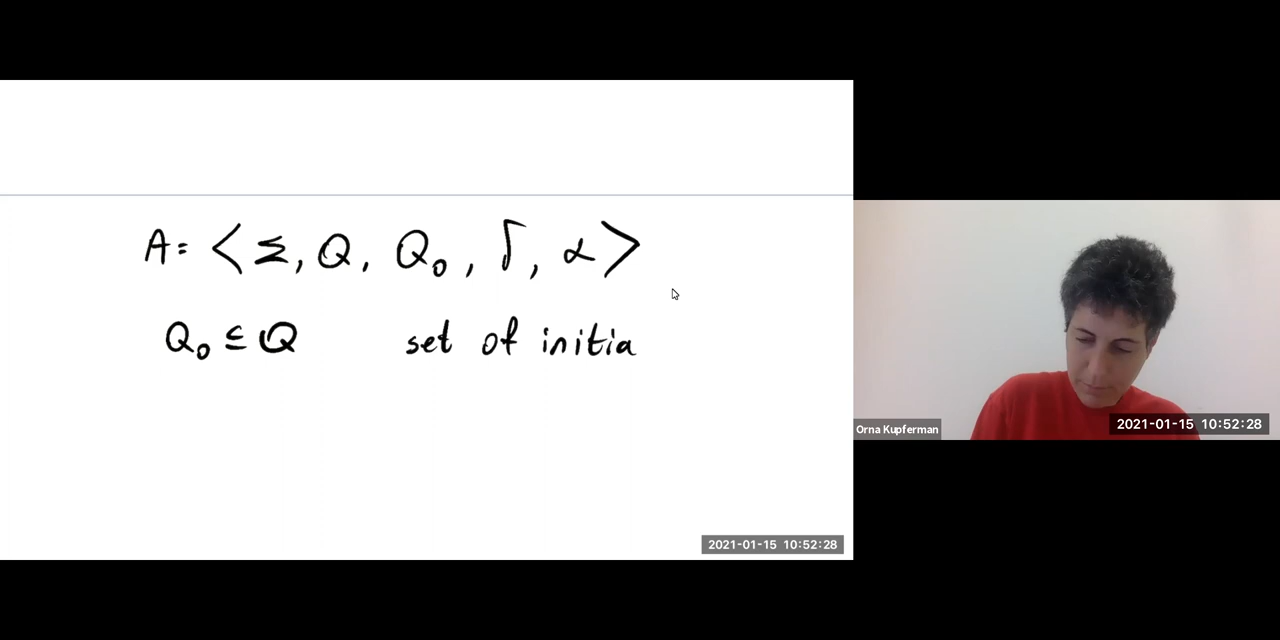 A = < Σ, Q, Q₀, δ, α >
Q₀ ⊆ Q set of initia
2021-01-15 10:52:28
Orna Kupferman
2021-01-15 10:52:28